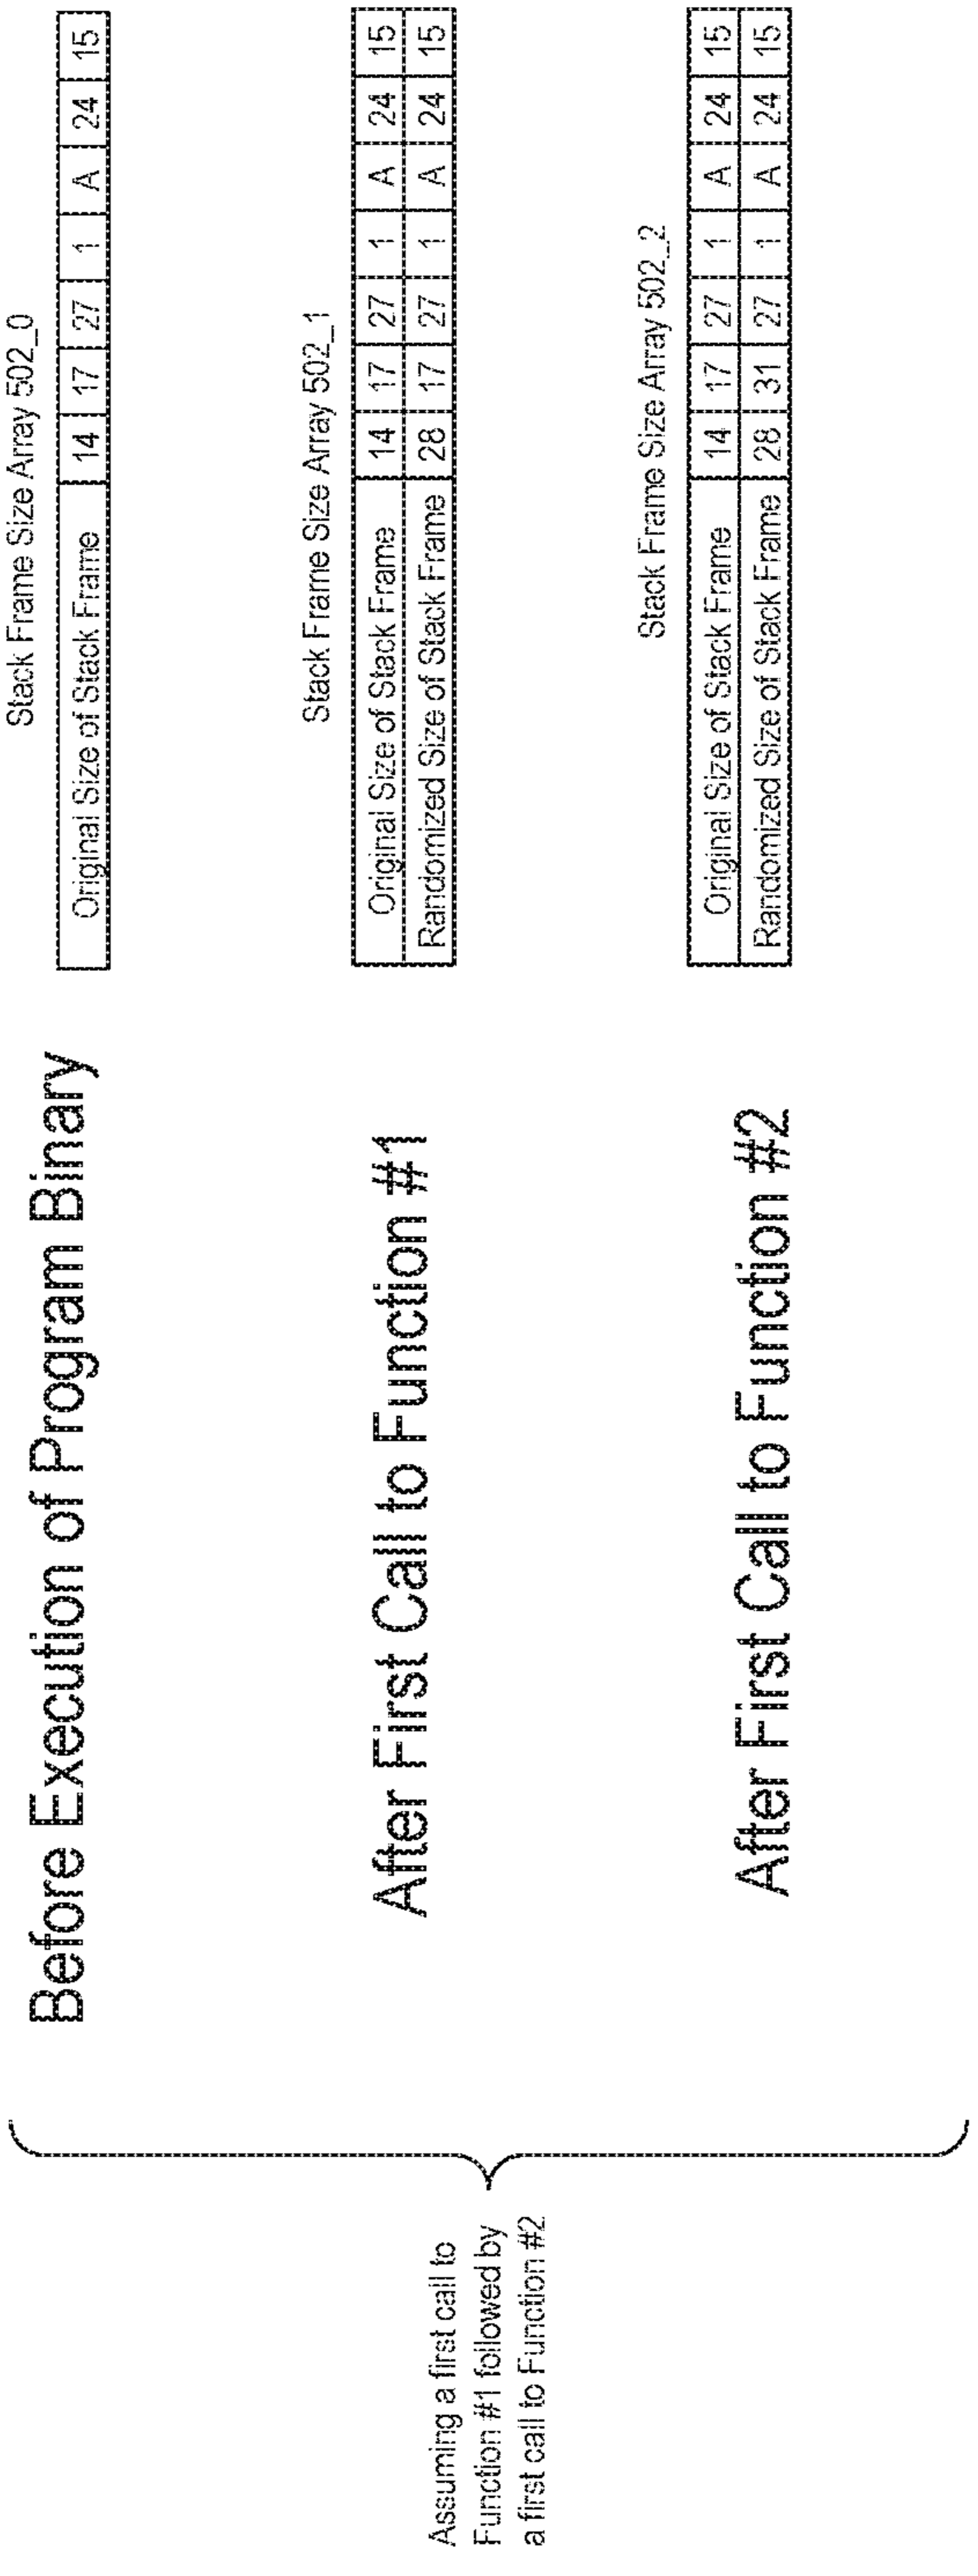 Assuming a first call to
Function #1 followed by
a first call to Function #2
Before Execution of Program Binary
Stack Frame Size Array 502_0
Original Size of Stack Frame 14 17 27 1 A 24 15
After First Call to Function #1
Stack Frame Size Array 502_1
Original Size of Stack Frame 14 17 27 1 A 24 15
Randomized Size of Stack Frame 28 17 27 1 A 24 15
After First Call to Function #2
Stack Frame Size Array 502_2
Original Size of Stack Frame 14 17 27 1 A 24 15
Randomized Size of Stack Frame 28 31 27 1 A 24 15